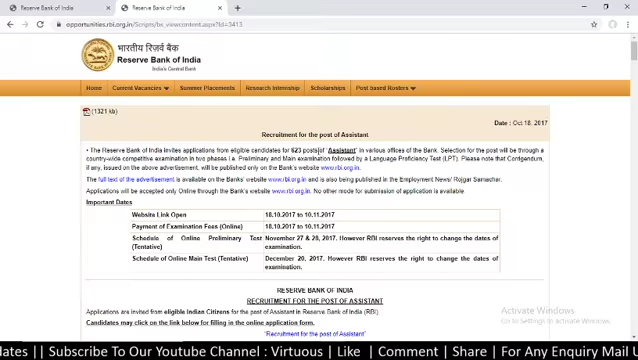 Reserve Bank of India
Reserve Bank of India
opportunities.rbi.org.in/Scripts/bs_viewcontent.aspx?Id=3413
भारतीय रिज़र्व बैंक
Reserve Bank of India
India's Central Bank
Home Current Vacancies Summer Placements Research Internship Scholarships Post based Rosters
(1321 kb)
Date : Oct 18, 2017
Recruitment for the post of Assistant
• The Reserve Bank of India invites applications from eligible candidates for 623 posts of "Assistant" in various offices of the Bank. Selection for the post will be through a
country-wide competitive examination in two phases i.e. Preliminary and Main examination followed by a Language Proficiency Test (LPT). Please note that Corrigendum,
if any, issued on the above advertisement, will be published only on the Bank's website www.rbi.org.in.
The full text of the advertisement is available on the Banks' website www.rbi.org.in and is also being published in the Employment News/ Rojgar Samachar.
Applications will be accepted only Online through the Bank's website www.rbi.org.in. No other mode for submission of application is available
Important Dates
Website Link Open 18.10.2017 to 10.11.2017
Payment of Examination Fees (Online) 18.10.2017 to 10.11.2017
Schedule of Online Preliminary Test November 27 & 28, 2017. However RBI reserves the right to change the dates of
(Tentative) examination.
Schedule of Online Main Test (Tentative) December 20, 2017. However RBI reserves the right to change the dates of
examination.
RESERVE BANK OF INDIA
RECRUITMENT FOR THE POST OF ASSISTANT
Applications are invited from eligible Indian Citizens for the post of Assistant in Reserve Bank of India (RBI)
Candidates may click on the link below for filling in the online application form.
"Recruitment for the post of Assistant"
Activate Windows
Go to Settings to activate Windows.
dates || Subscribe To Our Youtube Channel : Virtuous | Like | Comment | Share | For Any Enquiry Mail